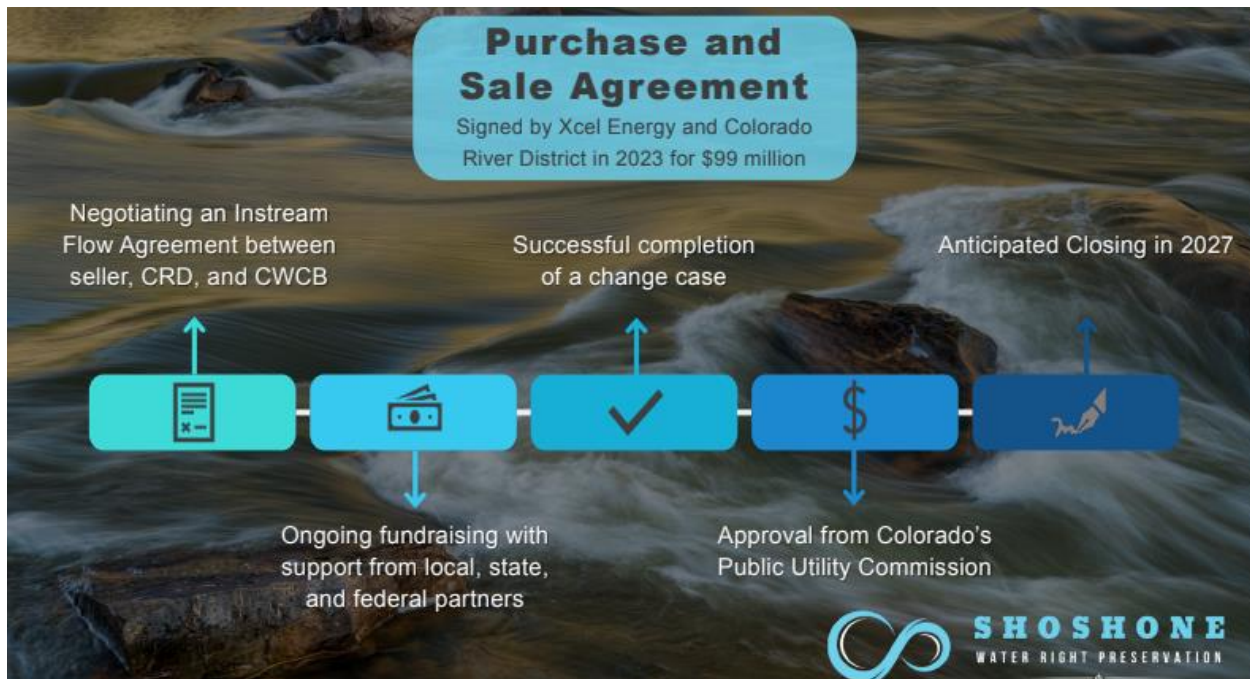 Purchase and
Sale Agreement
Signed by Xcel Energy and Colorado
River District in 2023 for $99 million
Negotiating an Instream
Flow Agreement between
seller, CRD, and CWCB
Successful completion
of a change case
Anticipated Closing in 2027
$
Ongoing fundraising with
support from local, state,
and federal partners
Approval from Colorado’s
Public Utility Commission
SHOSHONE
WATER RIGHT PRESERVATION